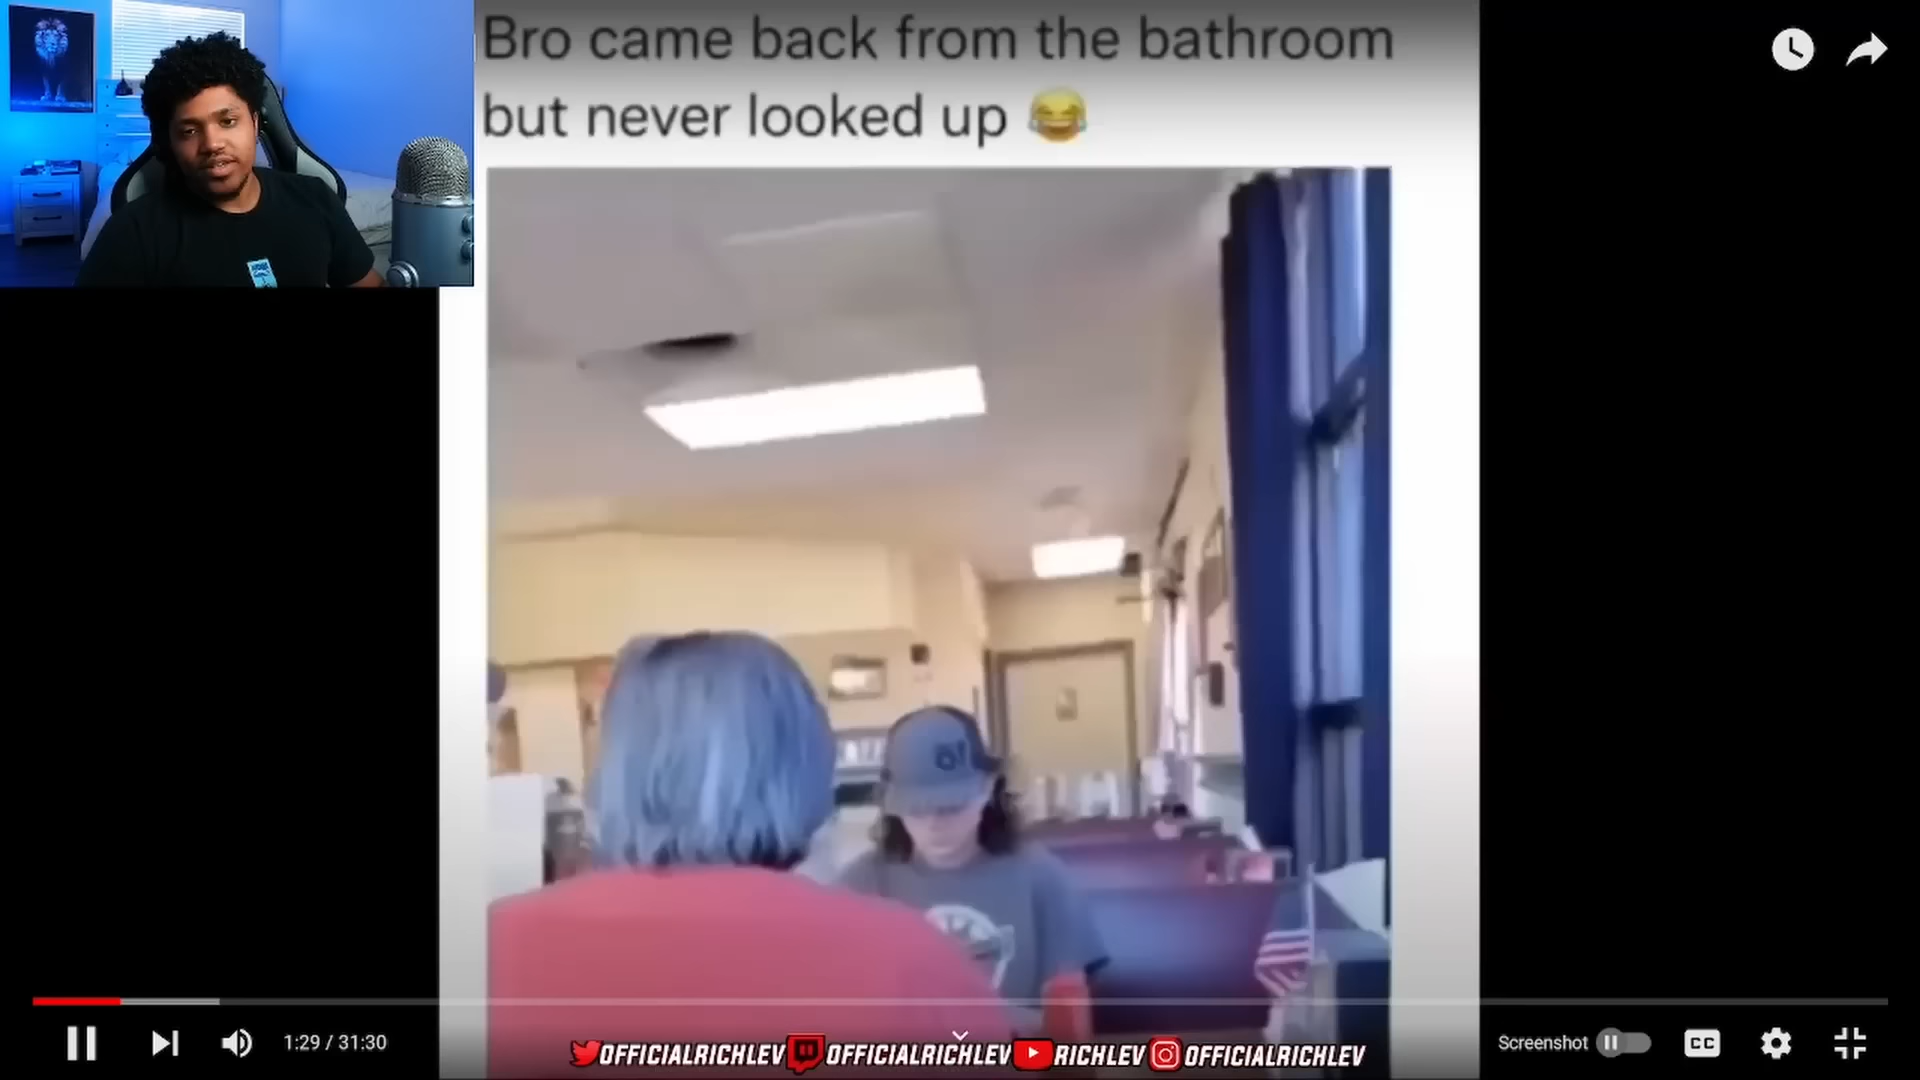 Bro came back from the bathroom
but never looked up 😂
1:29 / 31:30
OFFICIALRICHLEV OFFICIALRICHLEV RICHLEV OFFICIALRICHLEV
Screenshot
CC